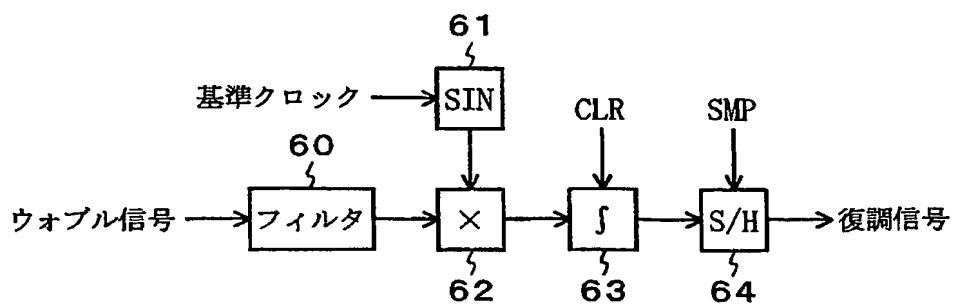 61
基準クロック
SIN
CLR
SMP
60
ウォブル信号
フィルタ
×
∫
S/H
復調信号
62
63
64